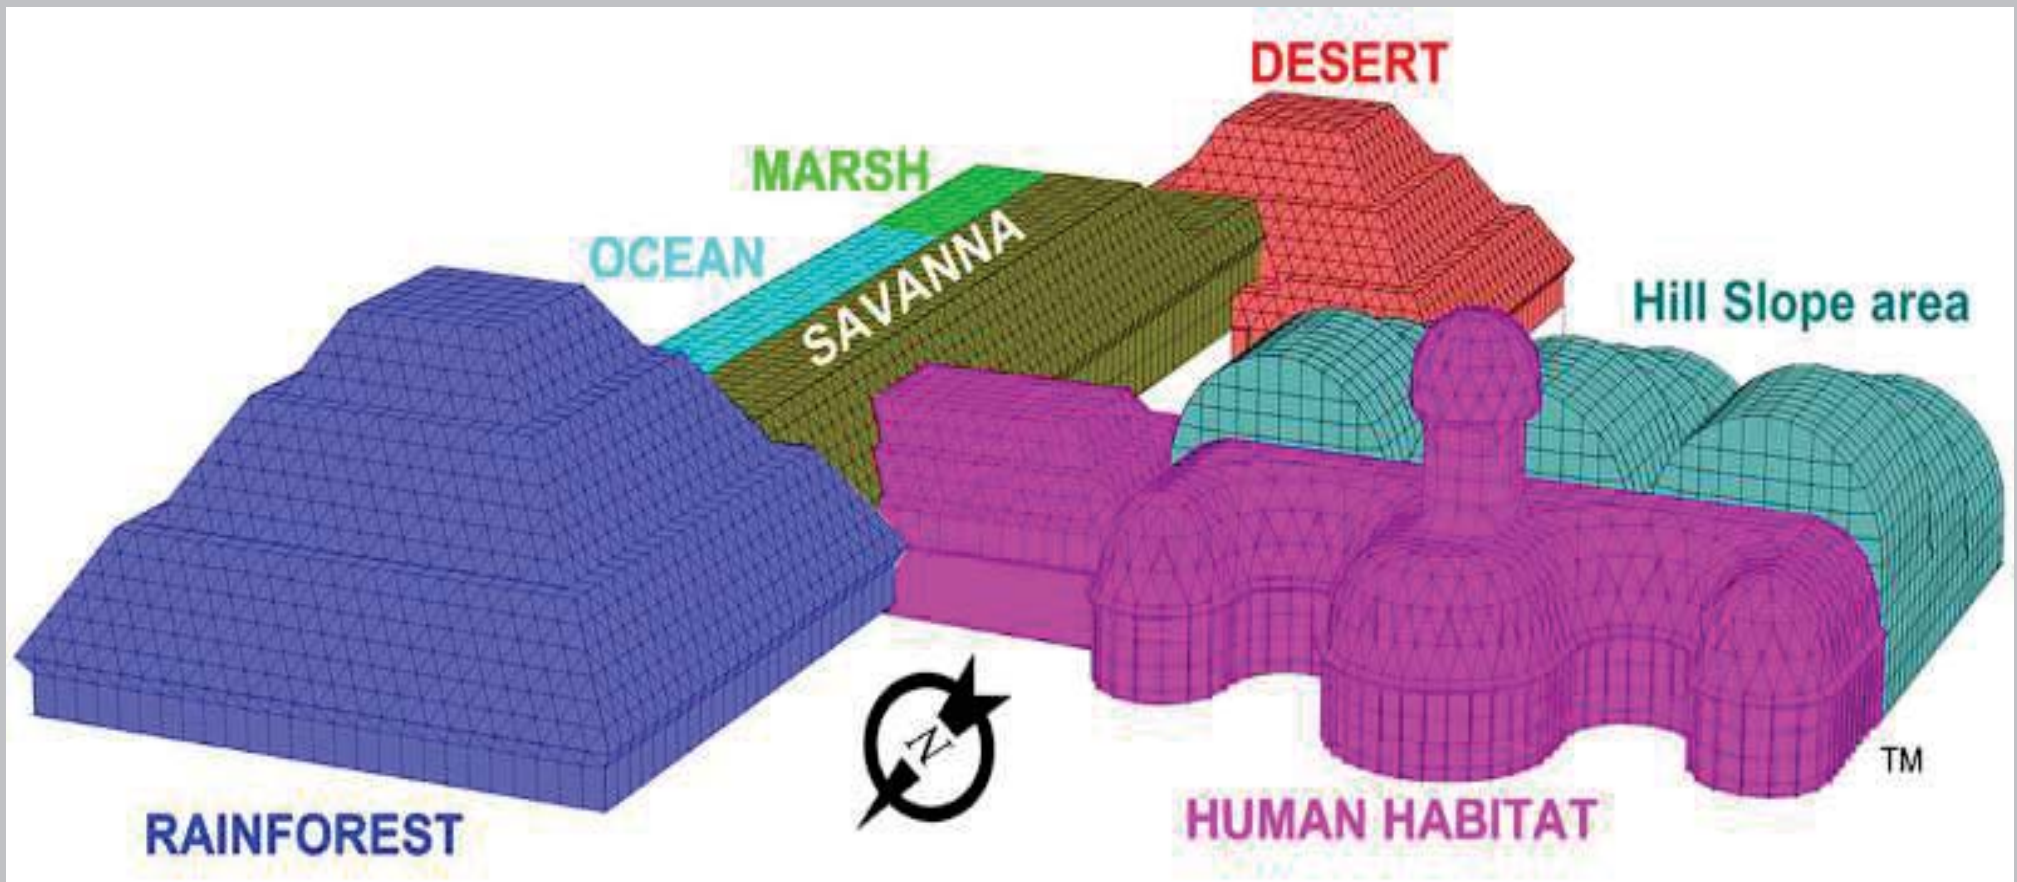 DESERT
MARSH
OCEAN
SAVANNA
Hill Slope area
N
TM
HUMAN HABITAT
RAINFOREST